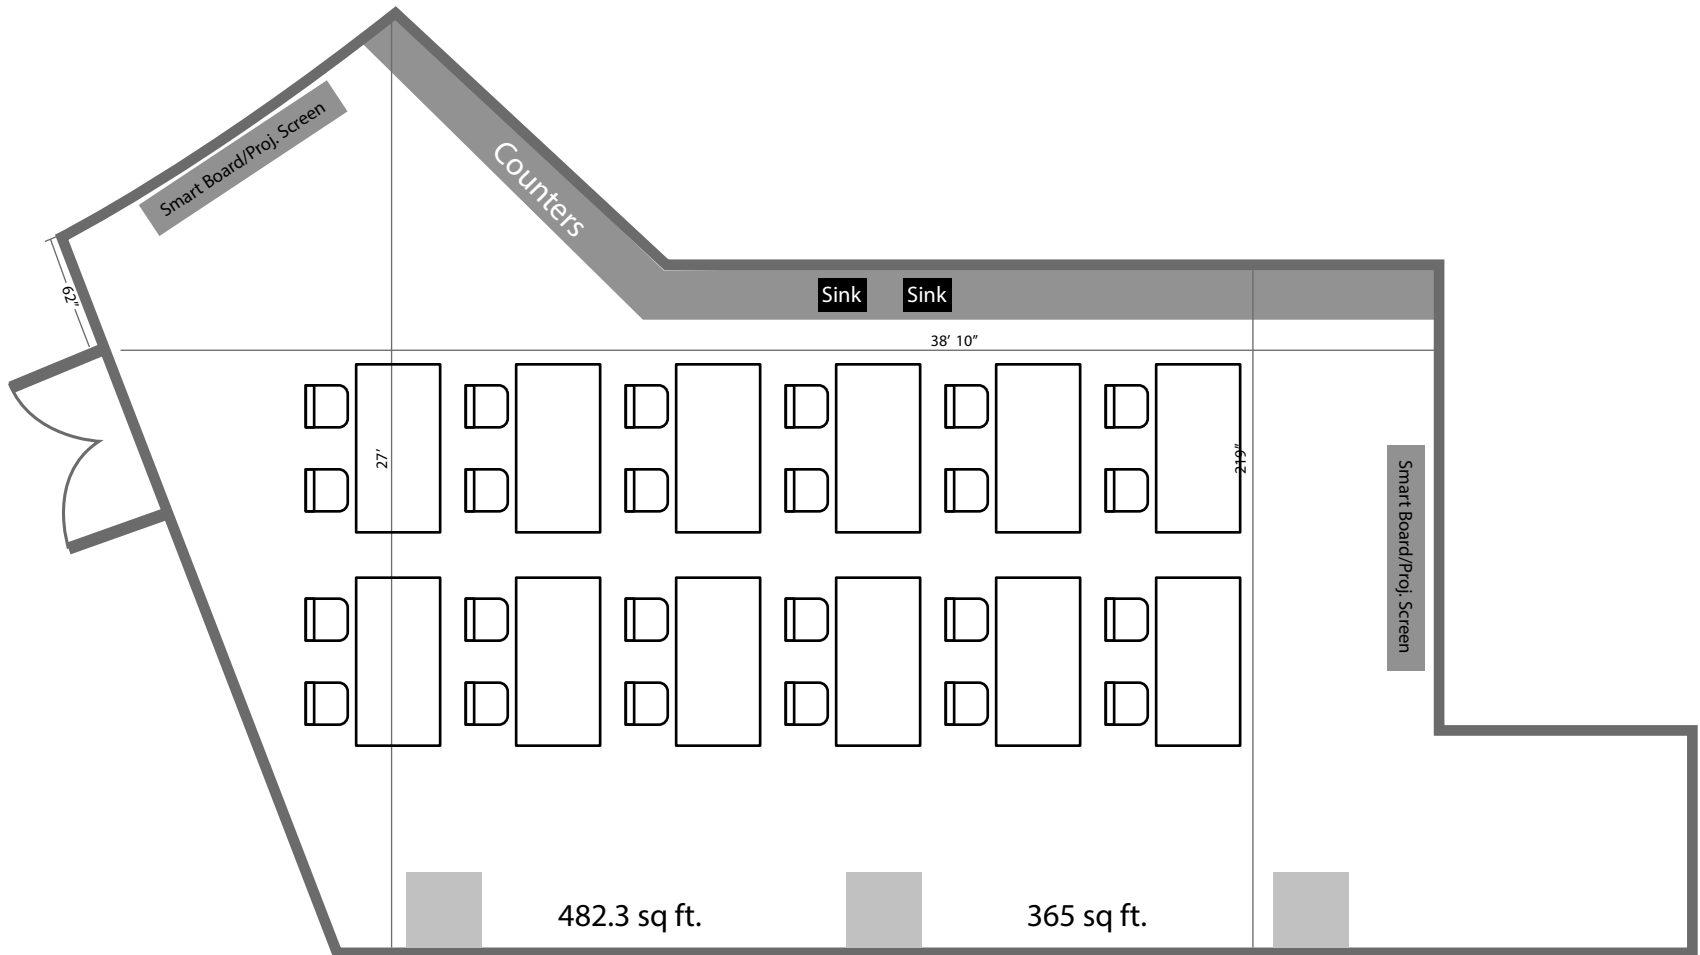 Smart Board/Proj. Screen
Counters
62”
Sink
Sink
38’ 10”
27’
219”
Smart Board/Proj. Screen
482.3 sq ft.
365 sq ft.